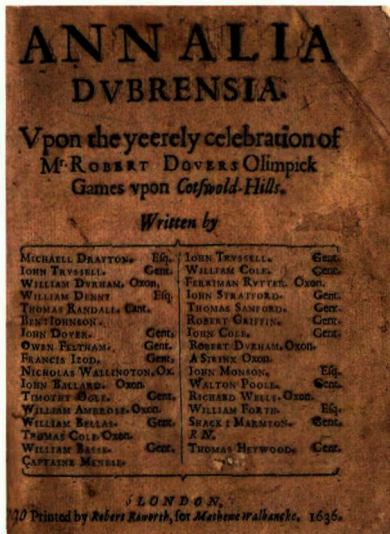 ANNALIA
DVBRENSIA.
Vpon the yeerely celebration of
Mr. ROBERT DOVERS Olimpick
Games vpon Cotswold-Hills.
Written by
MICHAELL DRAYTON. Esq.
IOHN TRVSSELL. Gent.
WILLIAM DVRHAM. Oxon.
WILLIAM DENNY. Esq.
THOMAS RANDALL. Cant.
BEN: IOHNSON.
IOHN DOVER. Gent.
OWEN FELTHAM. Gent.
FRANCIS IZOD. Gent.
NICHOLAS WALLINGTON. Ox.
IOHN BALLARD. Oxon.
TIMOTHY OGLE. Gent.
WILLIAM AMBROSE. Oxon.
WILLIAM BELLAS. Gent.
THOMAS COLE. Oxon.
WILLIAM BASSE. Gent.
CAPTAINE MENESE.
IOHN TRVSSELL. Gent.
WILLIAM COLE. Gent.
FERRIMAN RVTTER. Oxon.
IOHN STRATFORD. Gent.
THOMAS SANFORD. Gent.
ROBERT GRIFFIN. Gent.
IOHN COLE. Gent.
ROBERT DVRHAM. Oxon.
A SIRINX Oxon.
IOHN MONSON. Esq.
WALTON POOLE. Gent.
RICHARD WELLS. Oxon.
WILLIAM FORTH. Esq.
SHACK: MARMYON. Gent.
R. N.
THOMAS HEYWOOD. Gent.
LONDON,
Printed by Robert Raworth, for Mathewe Walbancke. 1636.